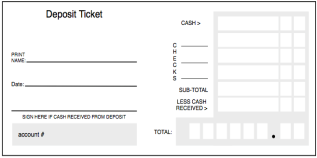 Deposit Ticket
CASH >
PRINT
NAME:
C
H
E
C
K
S
Date:
SUB-TOTAL
LESS CASH
RECEIVED >
SIGN HERE IF CASH RECEIVED FROM DEPOSIT
account #
TOTAL:
.